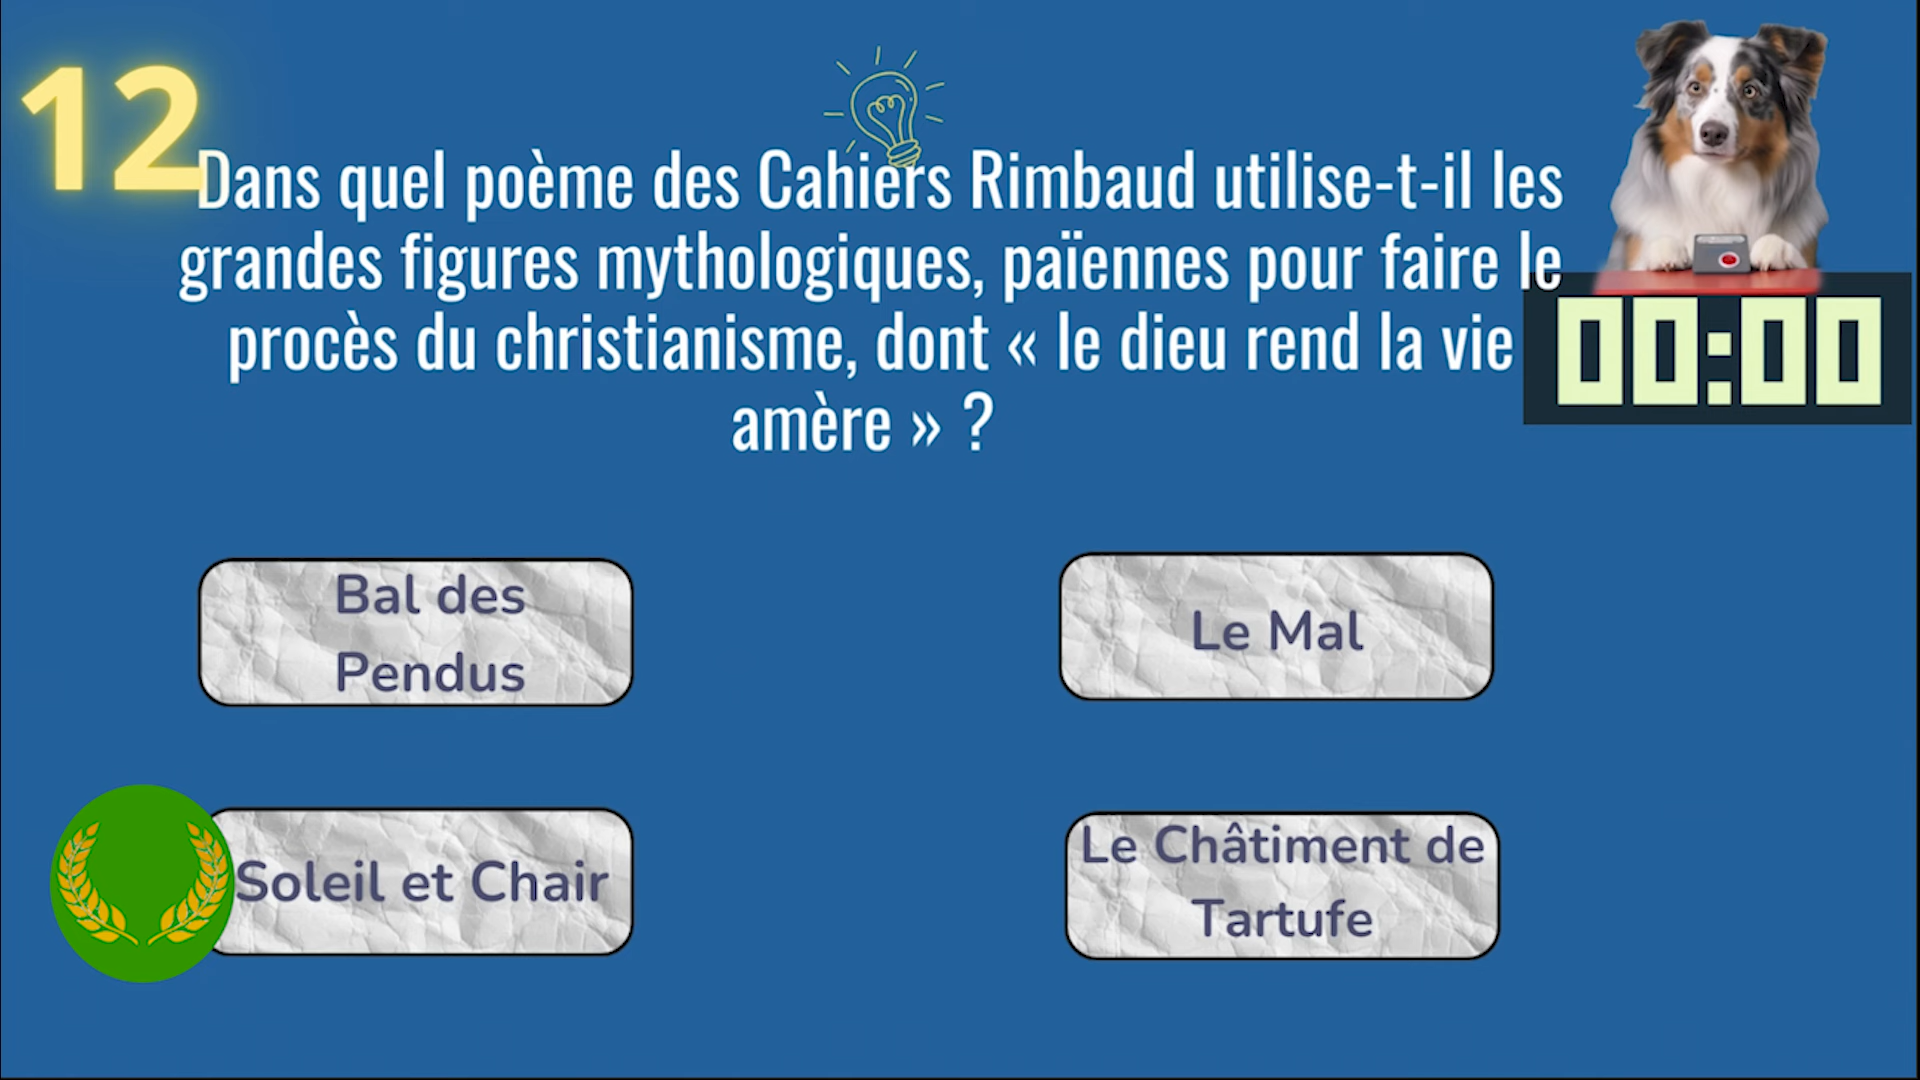 12
Dans quel poème des Cahiers Rimbaud utilise-t-il les
grandes figures mythologiques, païennes pour faire le
procès du christianisme, dont « le dieu rend la vie
amère » ?
00:00
Bal des
Pendus
Le Mal
Soleil et Chair
Le Châtiment de
Tartufe